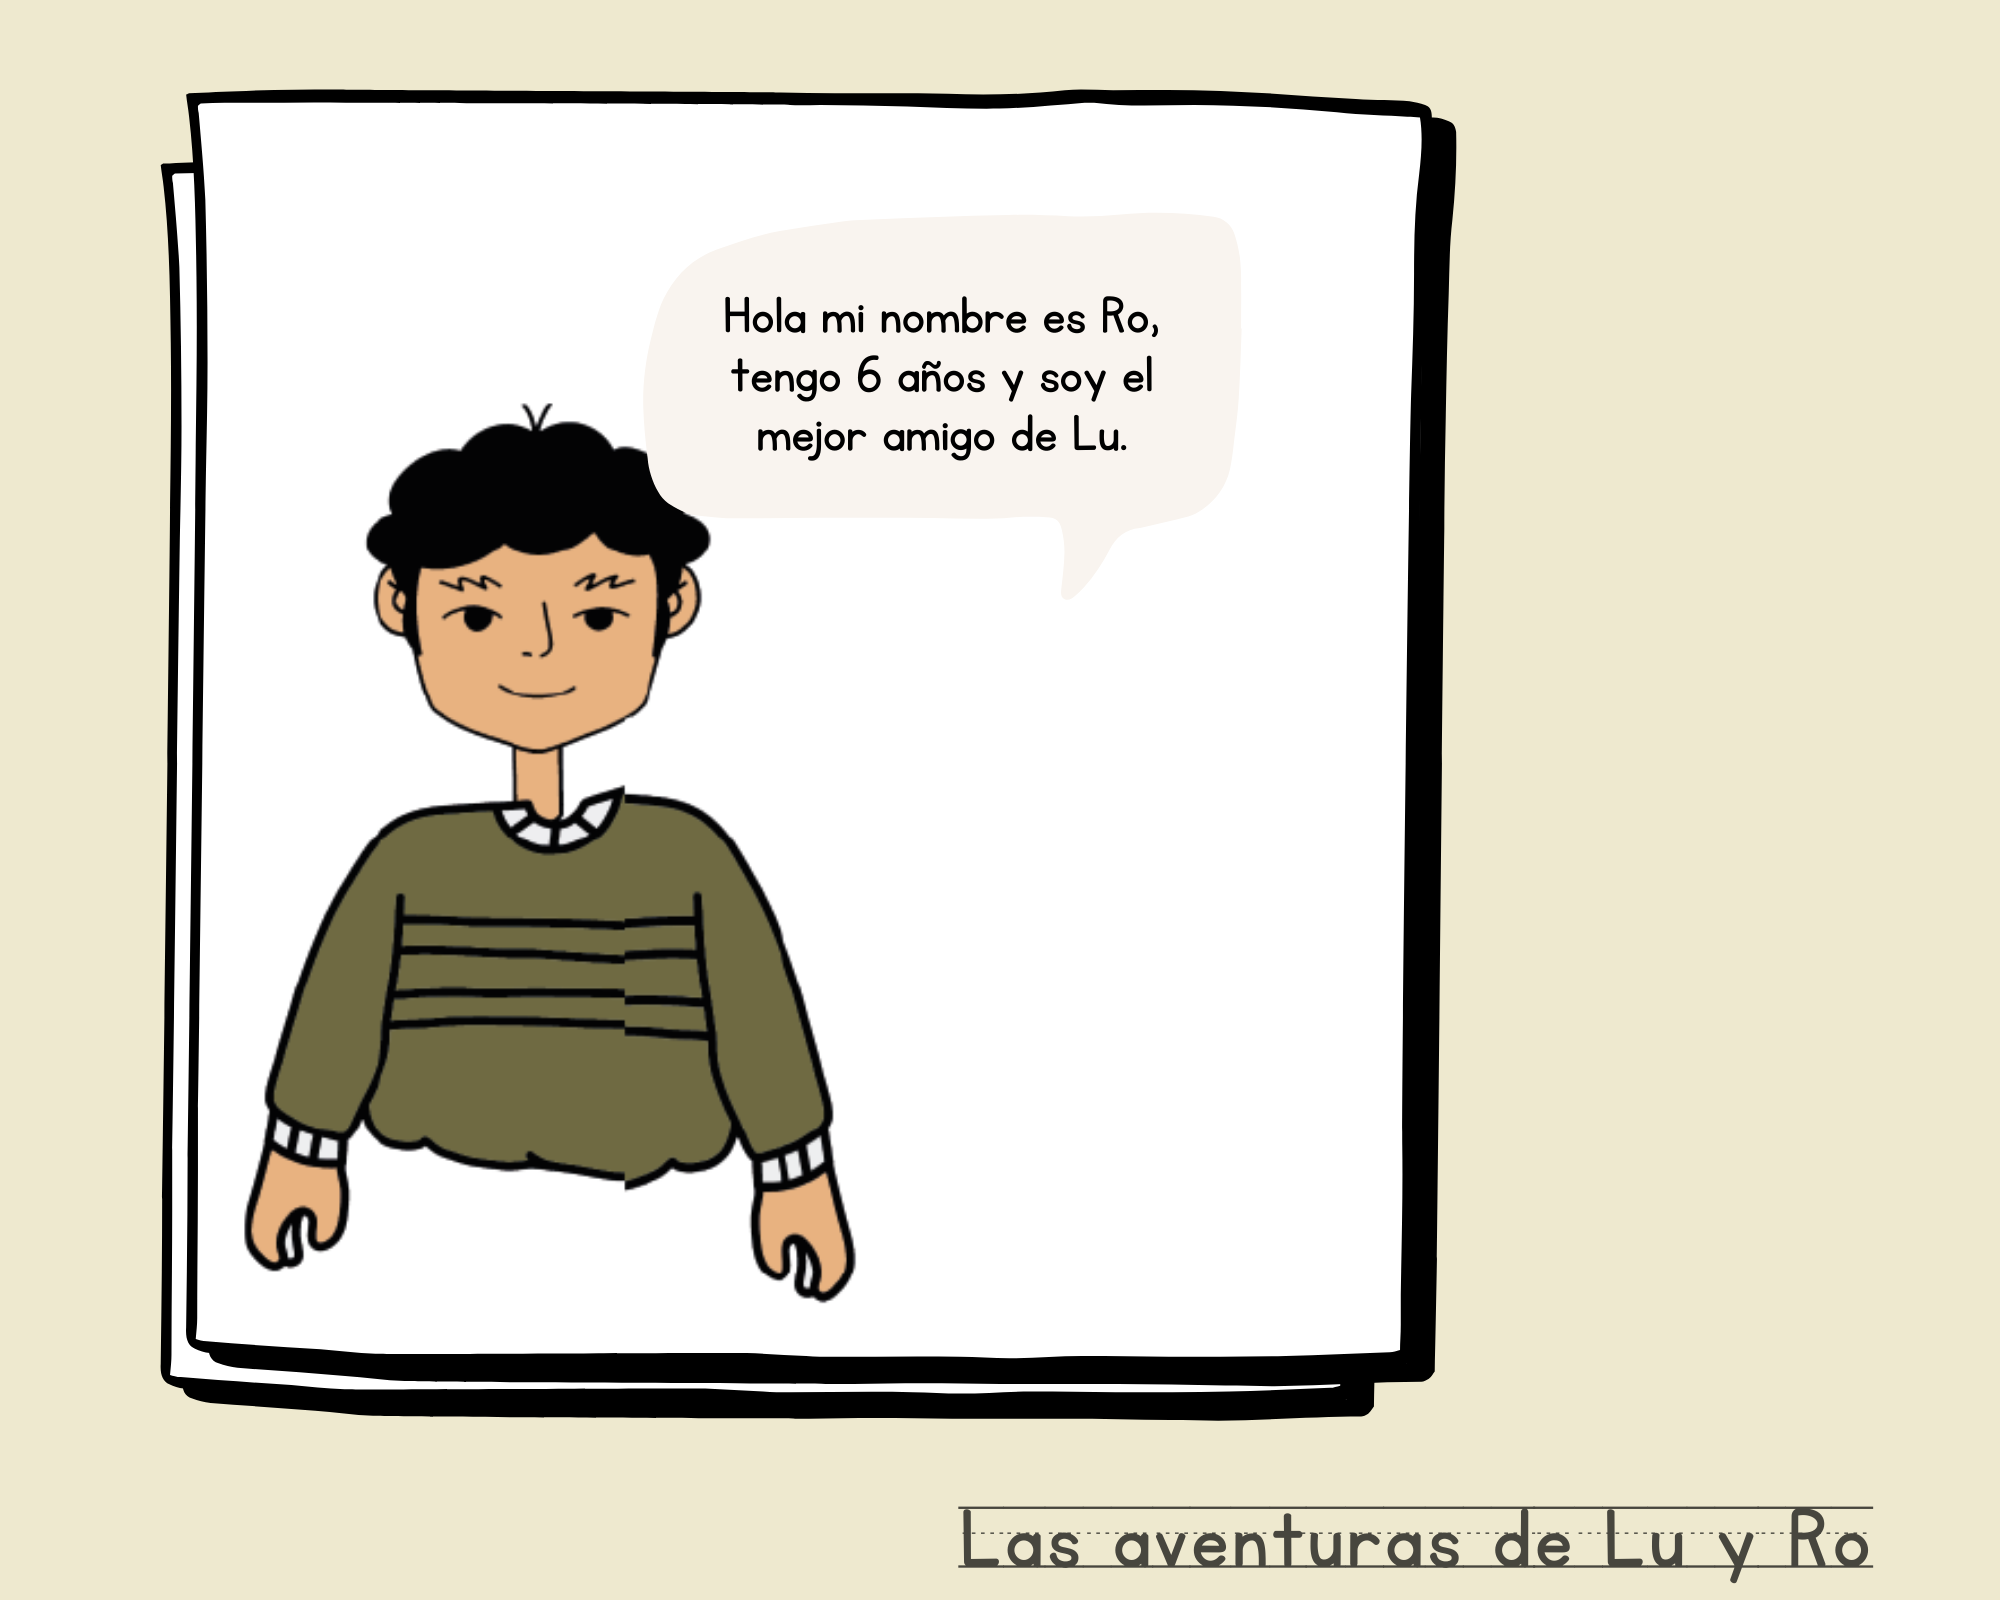 Hola mi nombre es Ro,
tengo 6 años y soy el
mejor amigo de Lu.
Las aventuras de Lu y Ro